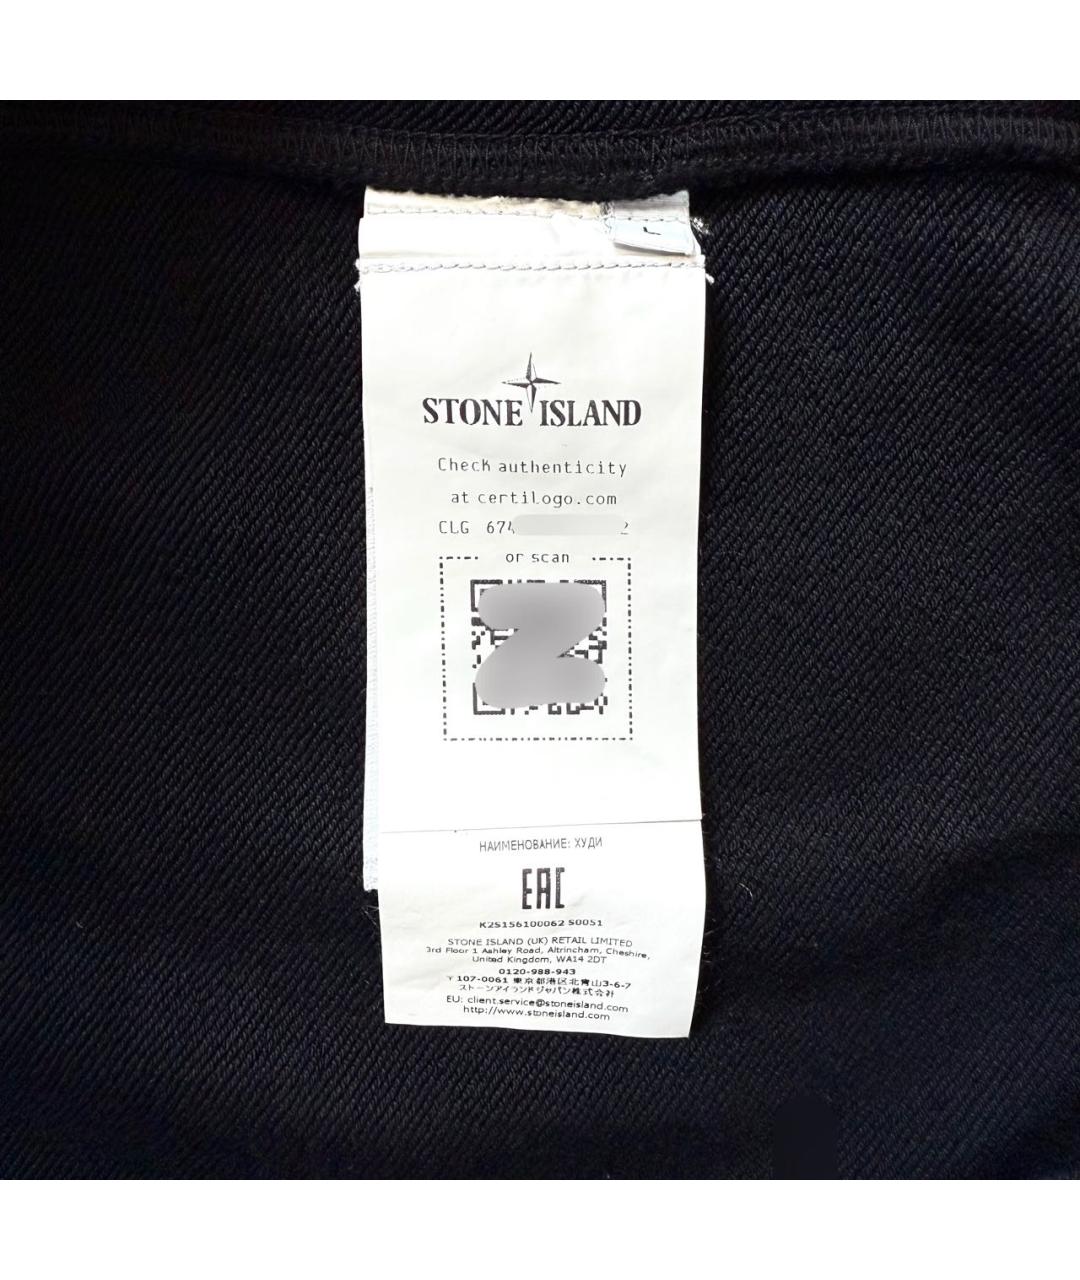 L
STONE ISLAND
Check authenticity
at certilogo.com
CLG 674 2
or scan
НАИМЕНОВАНИЕ: ХУДИ
EAC
K2S156100062 S0051
STONE ISLAND (UK) RETAIL LIMITED
3rd Floor 1 Ashley Road, Altrincham, Cheshire,
United Kingdom, WA14 2DT
0120-988-943
〒107-0061 東京都港区北青山3-6-7
ストーンアイランドジャパン株式会社
EU: client.service@stoneisland.com
http://www.stoneisland.com